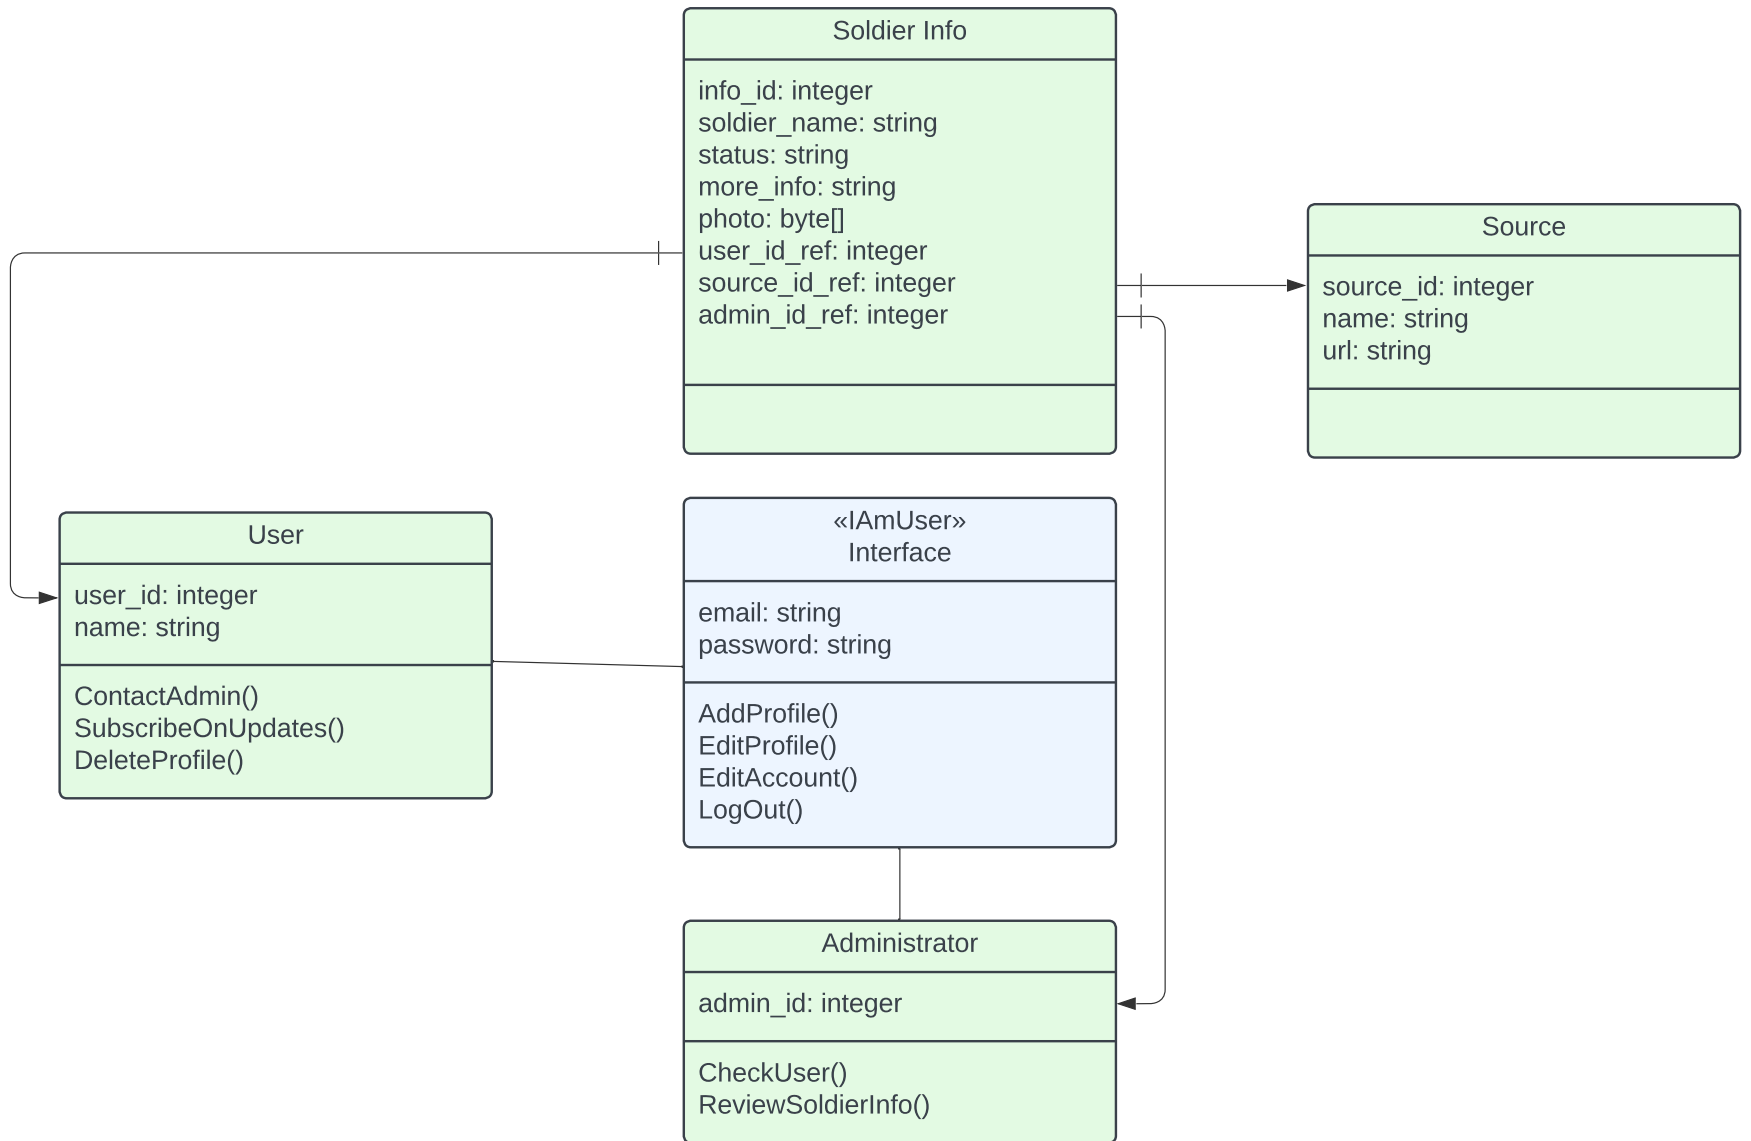 Soldier Info
info_id: integer
soldier_name: string
status: string
more_info: string
photo: byte[]
user_id_ref: integer
source_id_ref: integer
admin_id_ref: integer
Source
source_id: integer
name: string
url: string
User
user_id: integer
name: string
ContactAdmin()
SubscribeOnUpdates()
DeleteProfile()
«IAmUser»
Interface
email: string
password: string
AddProfile()
EditProfile()
EditAccount()
LogOut()
Administrator
admin_id: integer
CheckUser()
ReviewSoldierInfo()